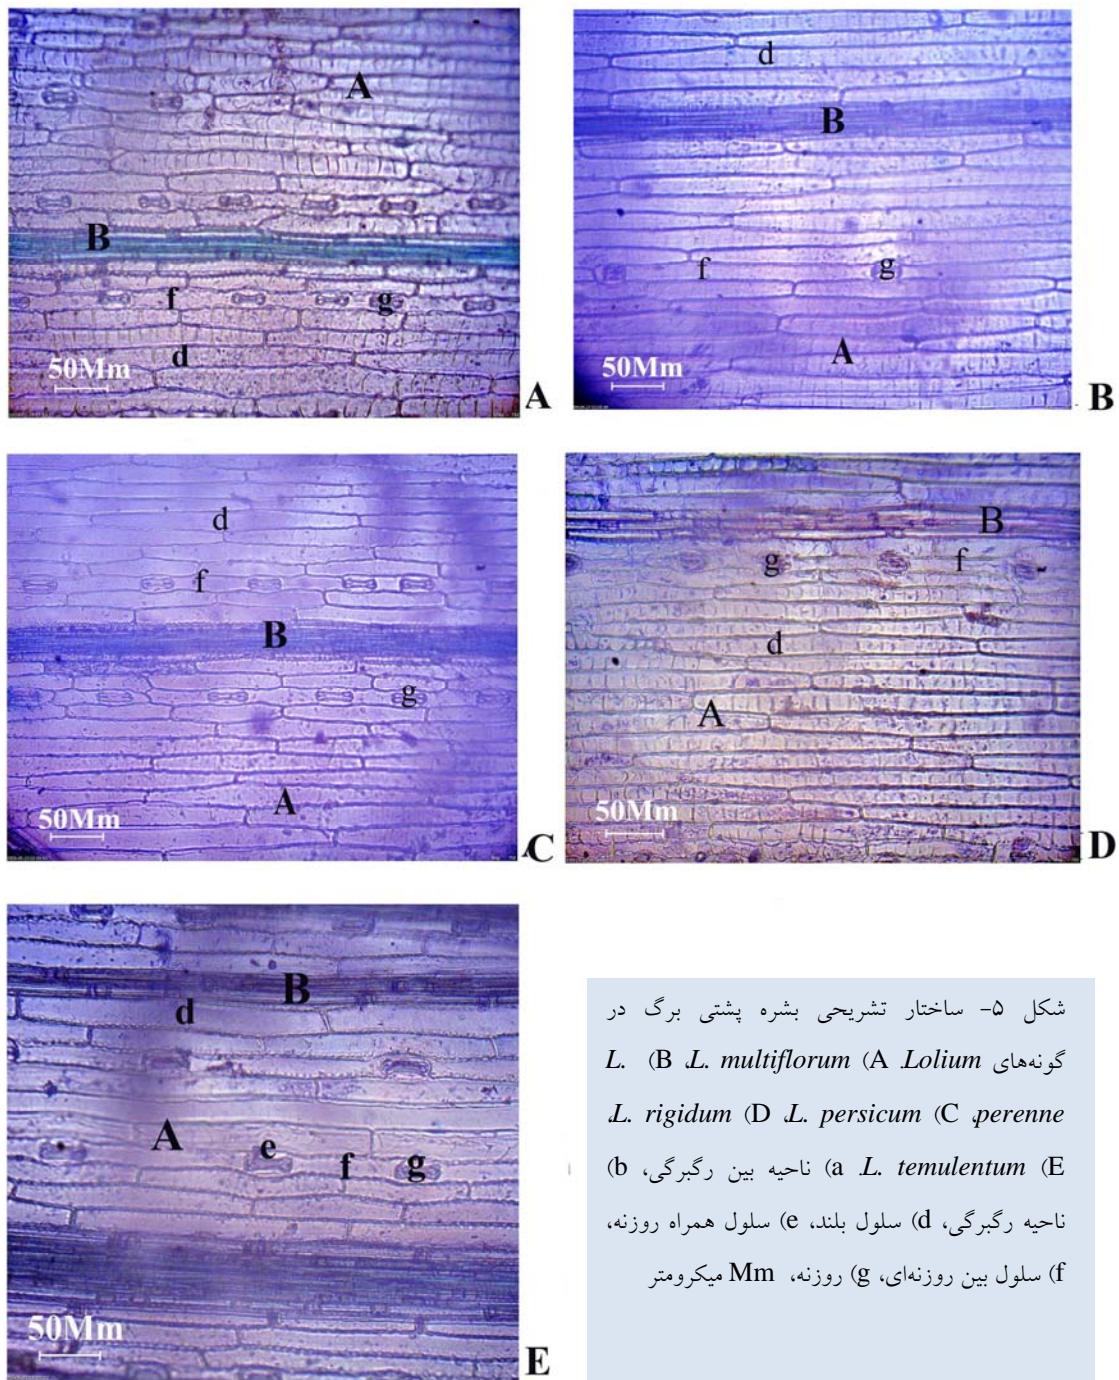 A
B
f
g
d
50Mm
A
d
B
f
g
A
50Mm
B
d
f
B
g
A
50Mm
C
B
g
f
d
A
50Mm
D
B
d
A
e
f
g
50Mm
E
شکل ۵- ساختار تشریحی بشره پشتی برگ در
گونه‌های Lolium. A) L. multiflorum، B) L.
perenne، C) L. persicum، D) L. rigidum،
E) L. temulentum. a) ناحیه بین رگبرگی، b)
ناحیه رگبرگی، d) سلول بلند، e) سلول همراه روزنه،
f) سلول بین روزنه‌ای، g) روزنه، Mm میکرومتر